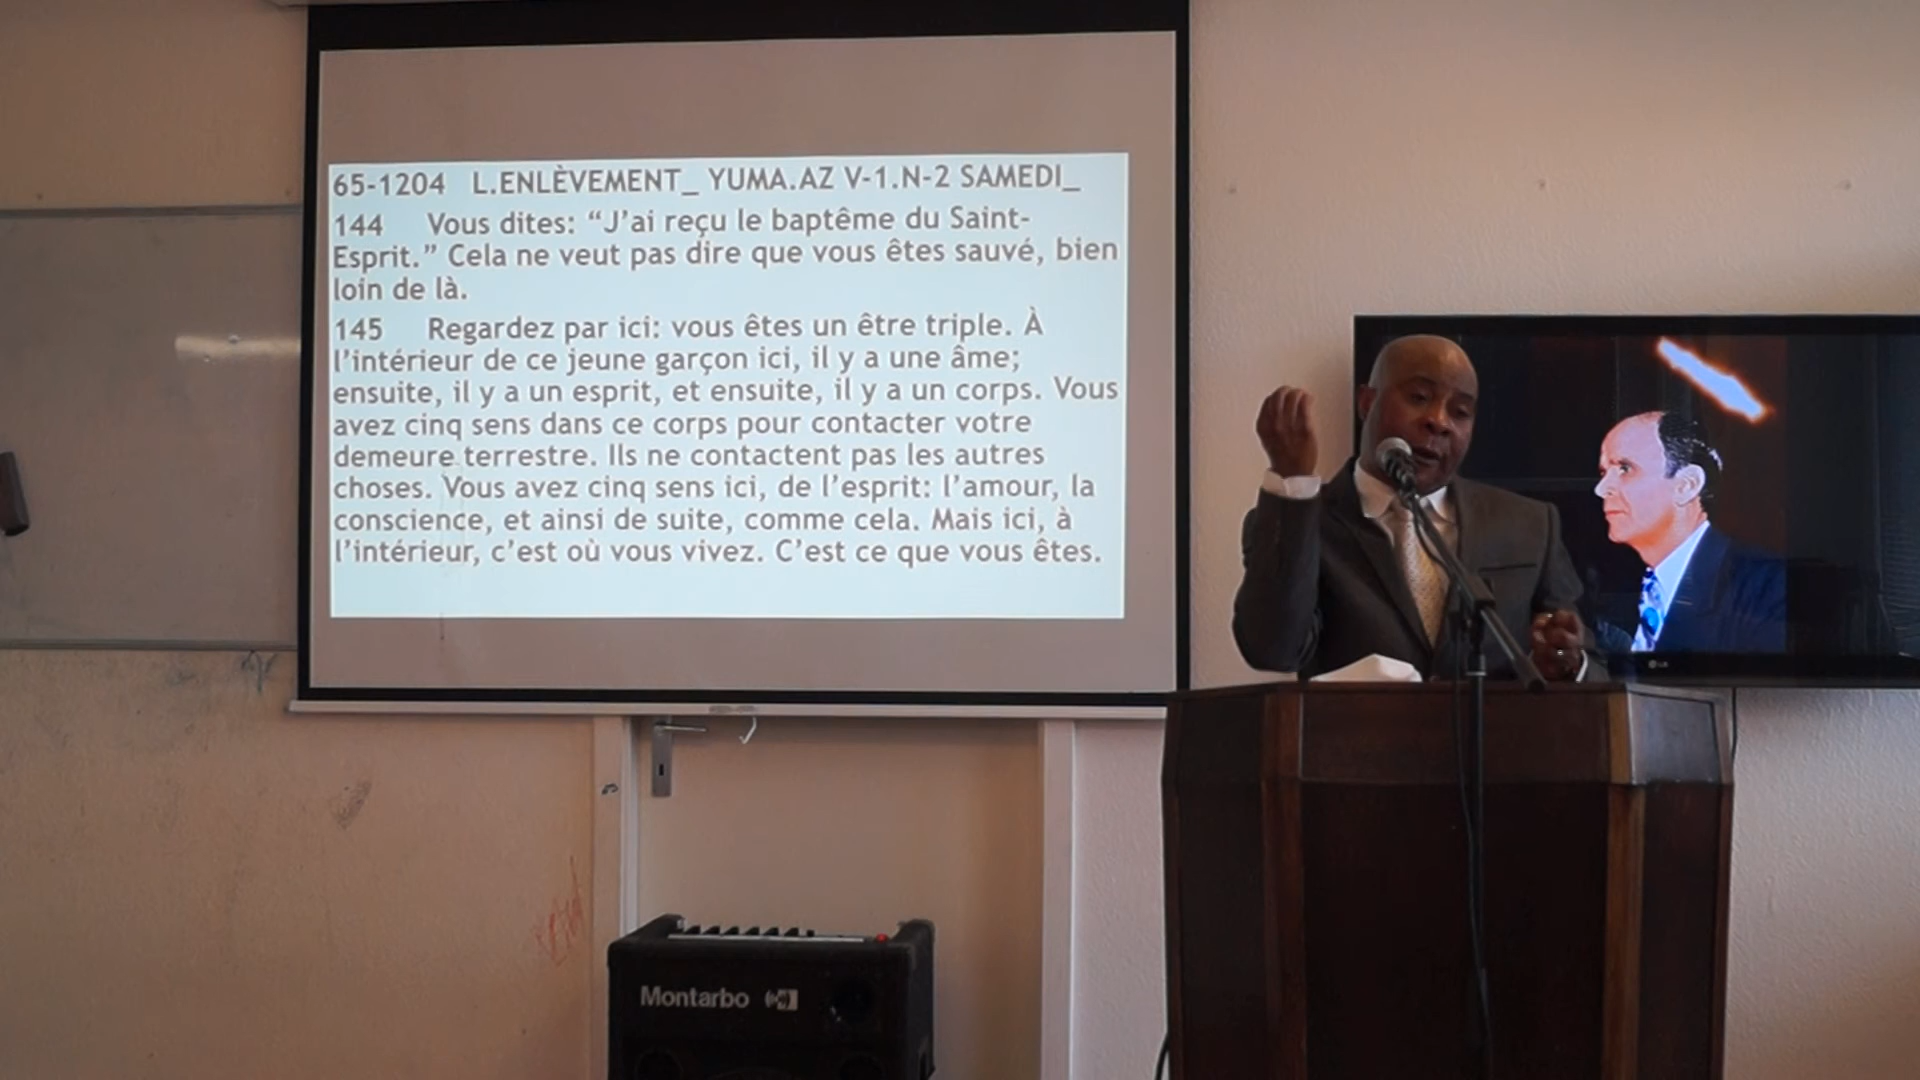 65-1204 L.ENLÈVEMENT_ YUMA.AZ V-1.N-2 SAMEDI_
144 Vous dites: “J’ai reçu le baptême du Saint-
Esprit.” Cela ne veut pas dire que vous êtes sauvé, bien
loin de là.
145 Regardez par ici: vous êtes un être triple. À
l’intérieur de ce jeune garçon ici, il y a une âme;
ensuite, il y a un esprit, et ensuite, il y a un corps. Vous
avez cinq sens dans ce corps pour contacter votre
demeure terrestre. Ils ne contactent pas les autres
choses. Vous avez cinq sens ici, de l’esprit: l’amour, la
conscience, et ainsi de suite, comme cela. Mais ici, à
l’intérieur, c’est où vous vivez. C’est ce que vous êtes.
LG
Montarbo